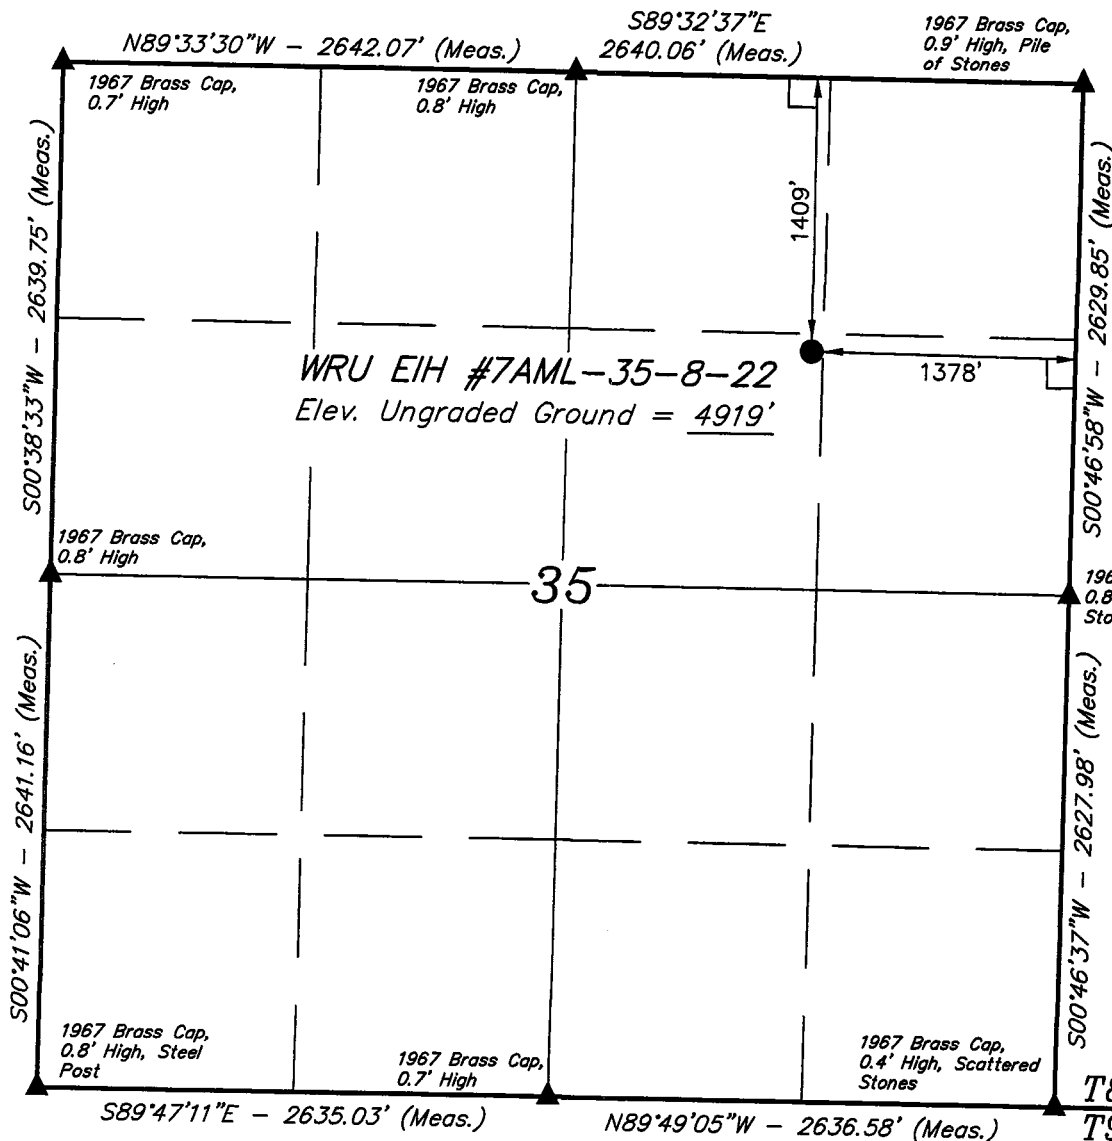 N89°33'30"W - 2642.07' (Meas.)
S89°32'37"E
2640.06' (Meas.)
1967 Brass Cap,
0.9' High, Pile
of Stones
1967 Brass Cap,
0.7' High
1967 Brass Cap,
0.8' High
S00°38'33"W - 2639.75' (Meas.)
1409'
S00°46'58"W - 2629.85' (Meas.)
1378'
WRU EIH #7AML-35-8-22
Elev. Ungraded Ground = 4919'
1967 Brass Cap,
0.8' High
35
S00°41'06"W - 2641.16' (Meas.)
S00°46'37"W - 2627.98' (Meas.)
1967 Brass Cap,
0.8' High, Steel
Post
1967 Brass Cap,
0.7' High
1967 Brass Cap,
0.4' High, Scattered
Stones
S89°47'11"E - 2635.03' (Meas.)
N89°49'05"W - 2636.58' (Meas.)